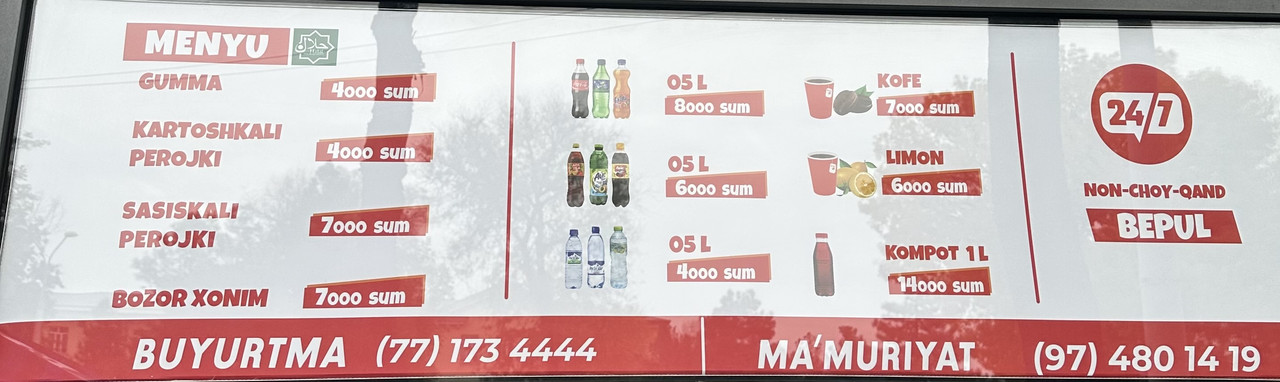 MENYU
حلال
Halal
GUMMA
4000 sum
KARTOSHKALI
PEROJKI
4000 sum
SASISKALI
PEROJKI
7000 sum
BOZOR XONIM
7000 sum
05 L
8000 sum
05 L
6000 sum
05 L
4000 sum
KOFE
7000 sum
LIMON
6000 sum
KOMPOT 1 L
14000 sum
24/7
NON-CHOY-QAND
BEPUL
BUYURTMA (77) 173 4444
MA'MURIYAT (97) 480 14 19